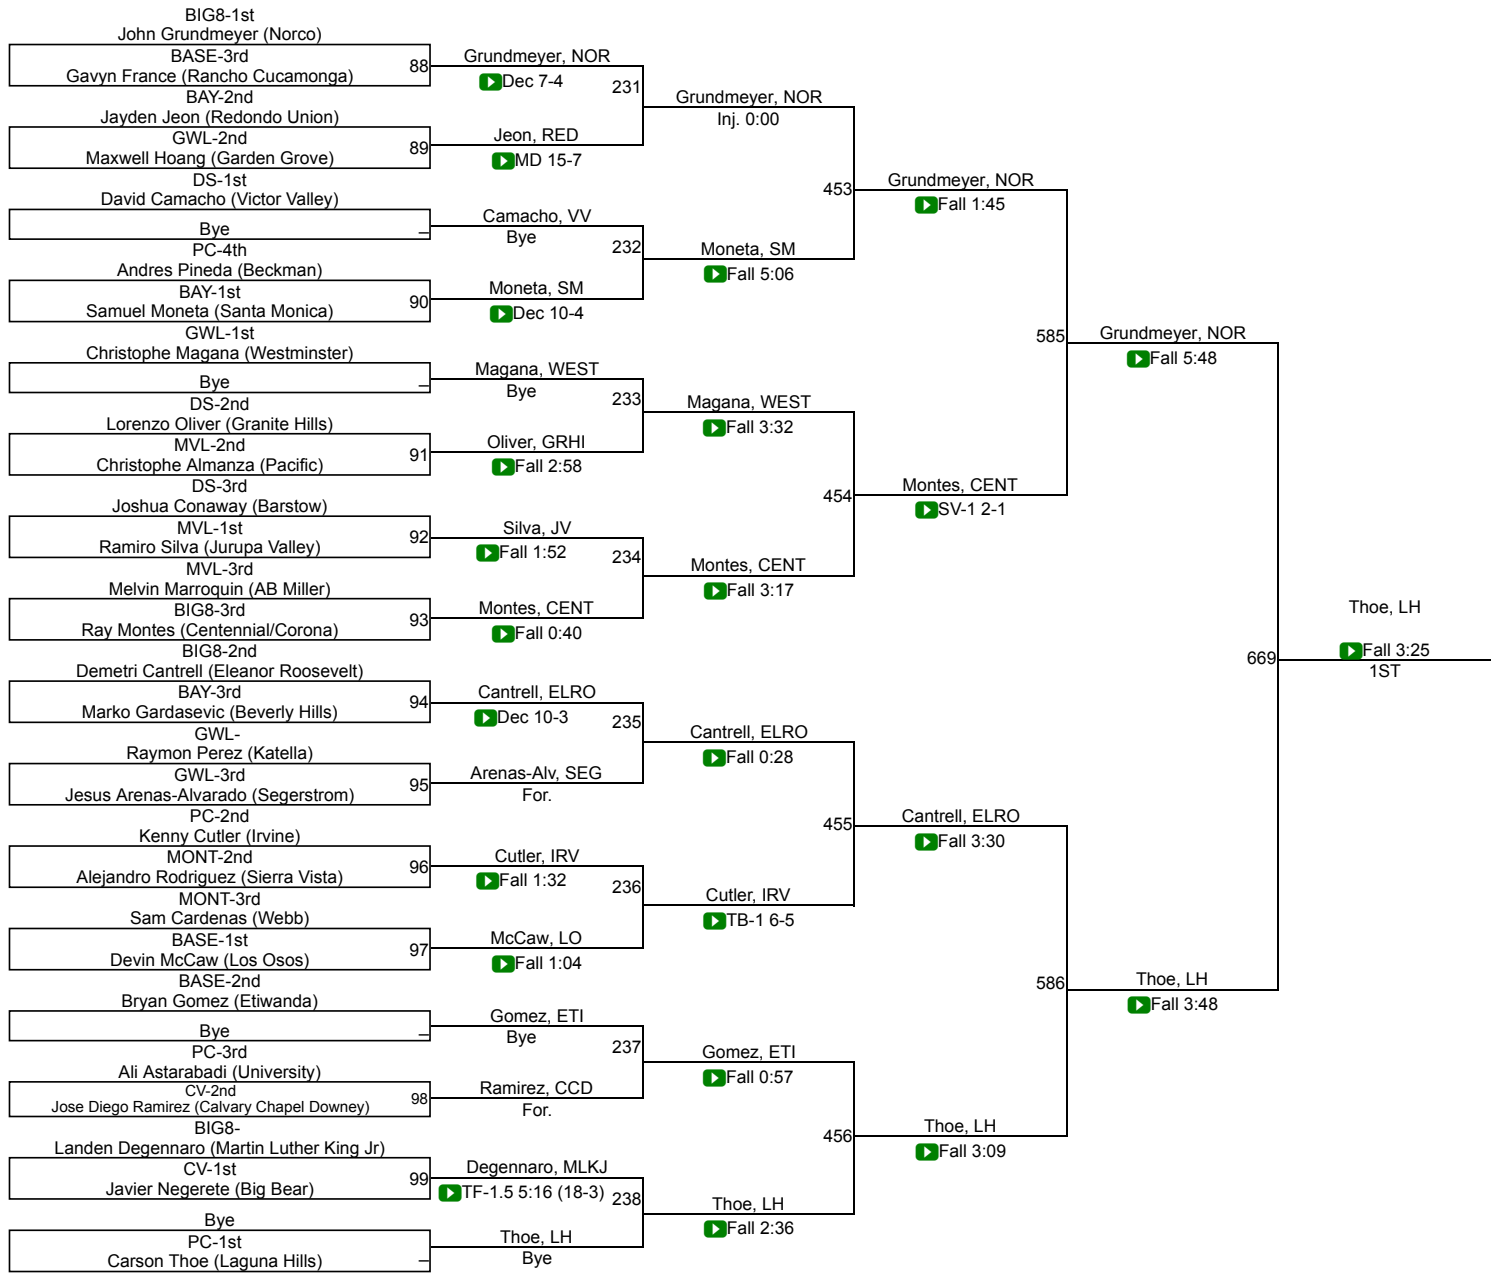 BIG8-1st
John Grundmeyer (Norco)
BASE-3rd
Gavyn France (Rancho Cucamonga)
88
BAY-2nd
Jayden Jeon (Redondo Union)
GWL-2nd
Maxwell Hoang (Garden Grove)
89
DS-1st
David Camacho (Victor Valley)
Bye
PC-4th
Andres Pineda (Beckman)
BAY-1st
Samuel Moneta (Santa Monica)
90
GWL-1st
Christophe Magana (Westminster)
Bye
DS-2nd
Lorenzo Oliver (Granite Hills)
MVL-2nd
Christophe Almanza (Pacific)
91
DS-3rd
Joshua Conaway (Barstow)
MVL-1st
Ramiro Silva (Jurupa Valley)
92
MVL-3rd
Melvin Marroquin (AB Miller)
BIG8-3rd
Ray Montes (Centennial/Corona)
93
BIG8-2nd
Demetri Cantrell (Eleanor Roosevelt)
BAY-3rd
Marko Gardasevic (Beverly Hills)
94
GWL-
Raymon Perez (Katella)
GWL-3rd
Jesus Arenas-Alvarado (Segerstrom)
95
PC-2nd
Kenny Cutler (Irvine)
MONT-2nd
Alejandro Rodriguez (Sierra Vista)
96
MONT-3rd
Sam Cardenas (Webb)
BASE-1st
Devin McCaw (Los Osos)
97
BASE-2nd
Bryan Gomez (Etiwanda)
Bye
PC-3rd
Ali Astarabadi (University)
CV-2nd
Jose Diego Ramirez (Calvary Chapel Downey)
98
BIG8-
Landen Degennaro (Martin Luther King Jr)
CV-1st
Javier Negerete (Big Bear)
99
Bye
PC-1st
Carson Thoe (Laguna Hills)
Grundmeyer, NOR
Dec 7-4
231
Jeon, RED
MD 15-7
Camacho, VV
Bye
232
Moneta, SM
Dec 10-4
Magana, WEST
Bye
233
Oliver, GRHI
Fall 2:58
Silva, JV
Fall 1:52
234
Montes, CENT
Fall 0:40
Cantrell, ELRO
Dec 10-3
235
Arenas-Alv, SEG
For.
Cutler, IRV
Fall 1:32
236
McCaw, LO
Fall 1:04
Gomez, ETI
Bye
237
Ramirez, CCD
For.
Degennaro, MLKJ
TF-1.5 5:16 (18-3)
238
Thoe, LH
Bye
Grundmeyer, NOR
Inj. 0:00
453
Moneta, SM
Fall 5:06
Magana, WEST
Fall 3:32
454
Montes, CENT
Fall 3:17
Cantrell, ELRO
Fall 0:28
455
Cutler, IRV
TB-1 6-5
Gomez, ETI
Fall 0:57
456
Thoe, LH
Fall 2:36
Grundmeyer, NOR
Fall 1:45
585
Montes, CENT
SV-1 2-1
Cantrell, ELRO
Fall 3:30
586
Thoe, LH
Fall 3:09
Grundmeyer, NOR
Fall 5:48
669
Thoe, LH
Fall 3:48
Thoe, LH
Fall 3:25
1ST